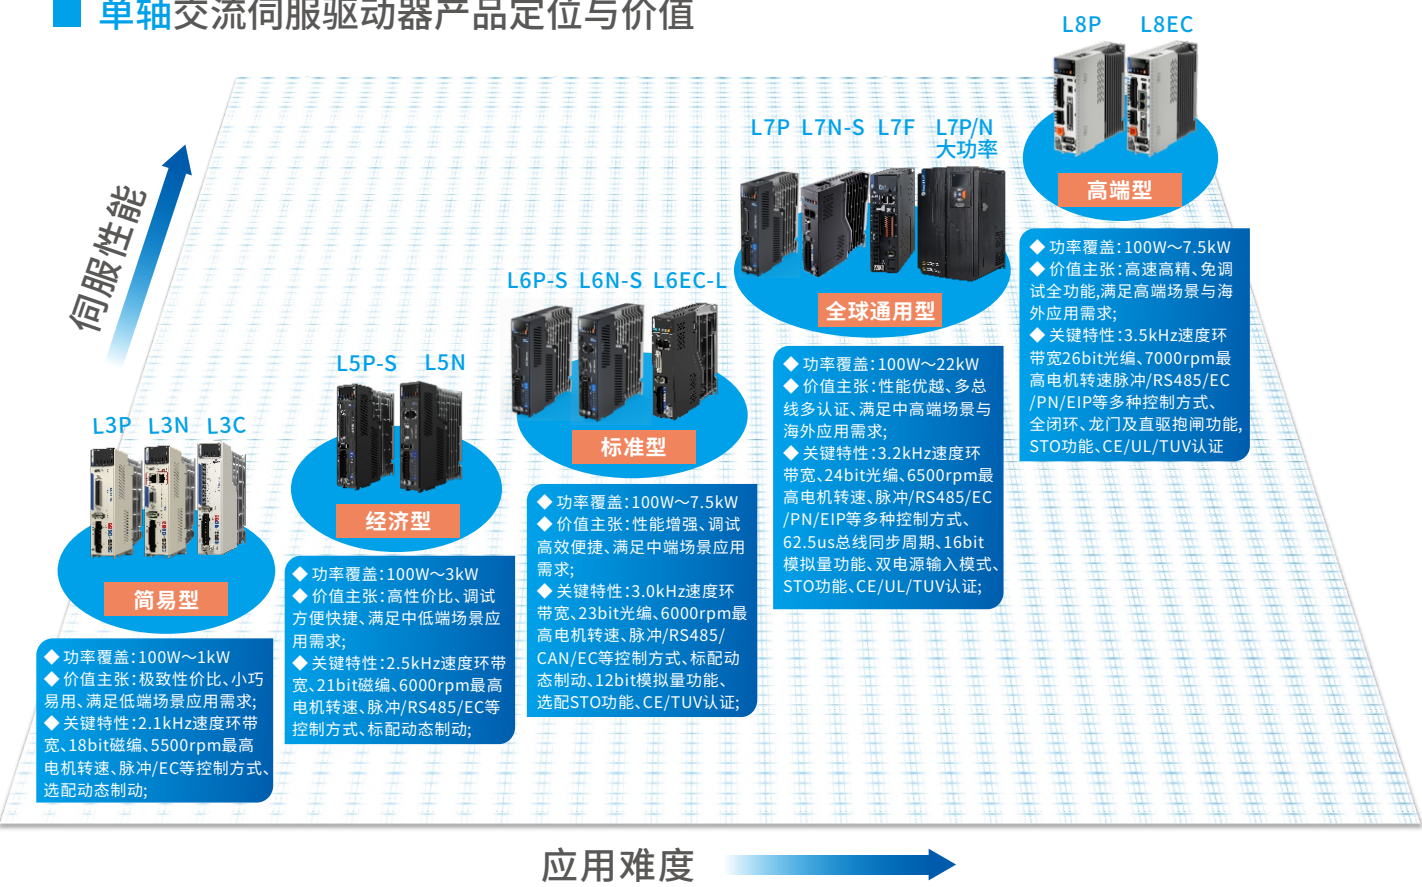 单轴交流伺服驱动器产品定位与价值
L8P L8EC
高端型
◆ 功率覆盖：100W～7.5kW
◆ 价值主张：高速高精、免调
试全功能,满足高端场景与海
外应用需求;
◆ 关键特性：3.5kHz速度环
带宽26bit光编、7000rpm最
高电机转速脉冲/RS485/EC
/PN/EIP等多种控制方式、
全闭环、龙门及直驱抱闸功能,
STO功能、CE/UL/TUV认证
L7P L7N-S L7F L7P/N
大功率
全球通用型
◆ 功率覆盖：100W～22kW
◆ 价值主张：性能优越、多总
线多认证、满足中高端场景与
海外应用需求;
◆ 关键特性：3.2kHz速度环
带宽、24bit光编、6500rpm最
高电机转速、脉冲/RS485/EC
/PN/EIP等多种控制方式、
62.5us总线同步周期、16bit
模拟量功能、双电源输入模式、
STO功能、CE/UL/TUV认证;
L6P-S L6N-S L6EC-L
标准型
◆ 功率覆盖：100W～7.5kW
◆ 价值主张：性能增强、调试
高效便捷、满足中端场景应用
需求;
◆ 关键特性：3.0kHz速度环
带宽、23bit光编、6000rpm最
高电机转速、脉冲/RS485/
CAN/EC等控制方式、标配动
态制动、12bit模拟量功能、
选配STO功能、CE/TUV认证;
L5P-S L5N
经济型
◆ 功率覆盖：100W～3kW
◆ 价值主张：高性价比、调试
方便快捷、满足中低端场景应
用需求;
◆ 关键特性：2.5kHz速度环带
宽、21bit磁编、6000rpm最高
电机转速、脉冲/RS485/EC等
控制方式、标配动态制动;
L3P L3N L3C
简易型
◆ 功率覆盖：100W～1kW
◆ 价值主张：极致性价比、小巧
易用、满足低端场景应用需求;
◆ 关键特性：2.1kHz速度环带
宽、18bit磁编、5500rpm最高
电机转速、脉冲/EC等控制方式、
选配动态制动;
伺服性能
应用难度